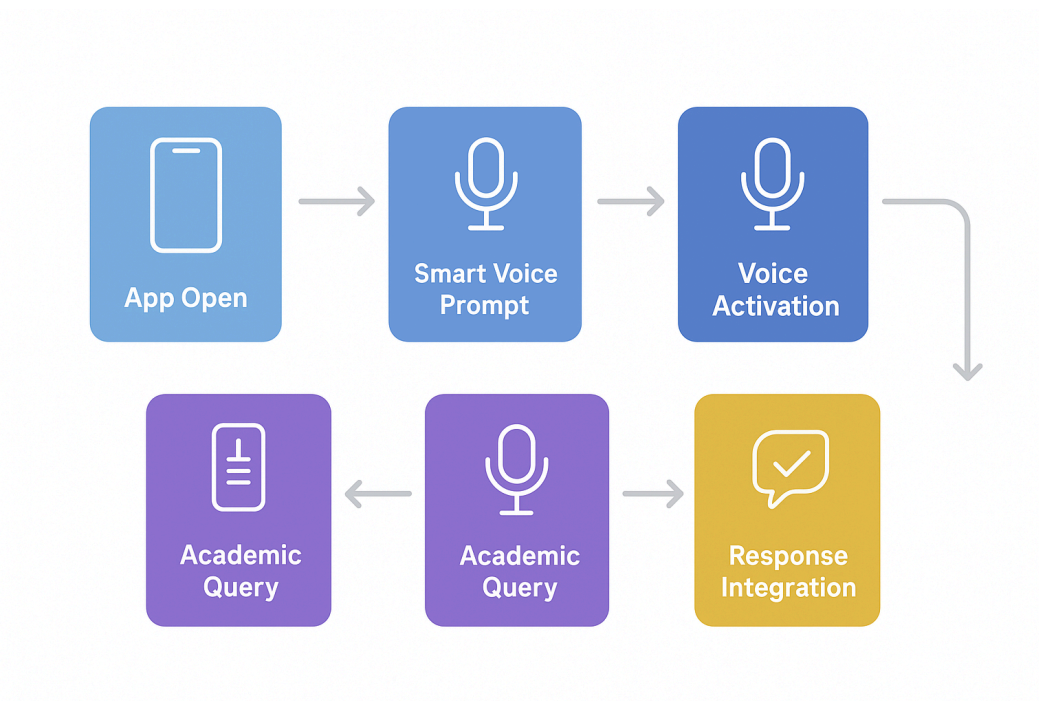 App Open
Smart Voice
Prompt
Voice
Activation
Academic
Query
Academic
Query
Response
Integration